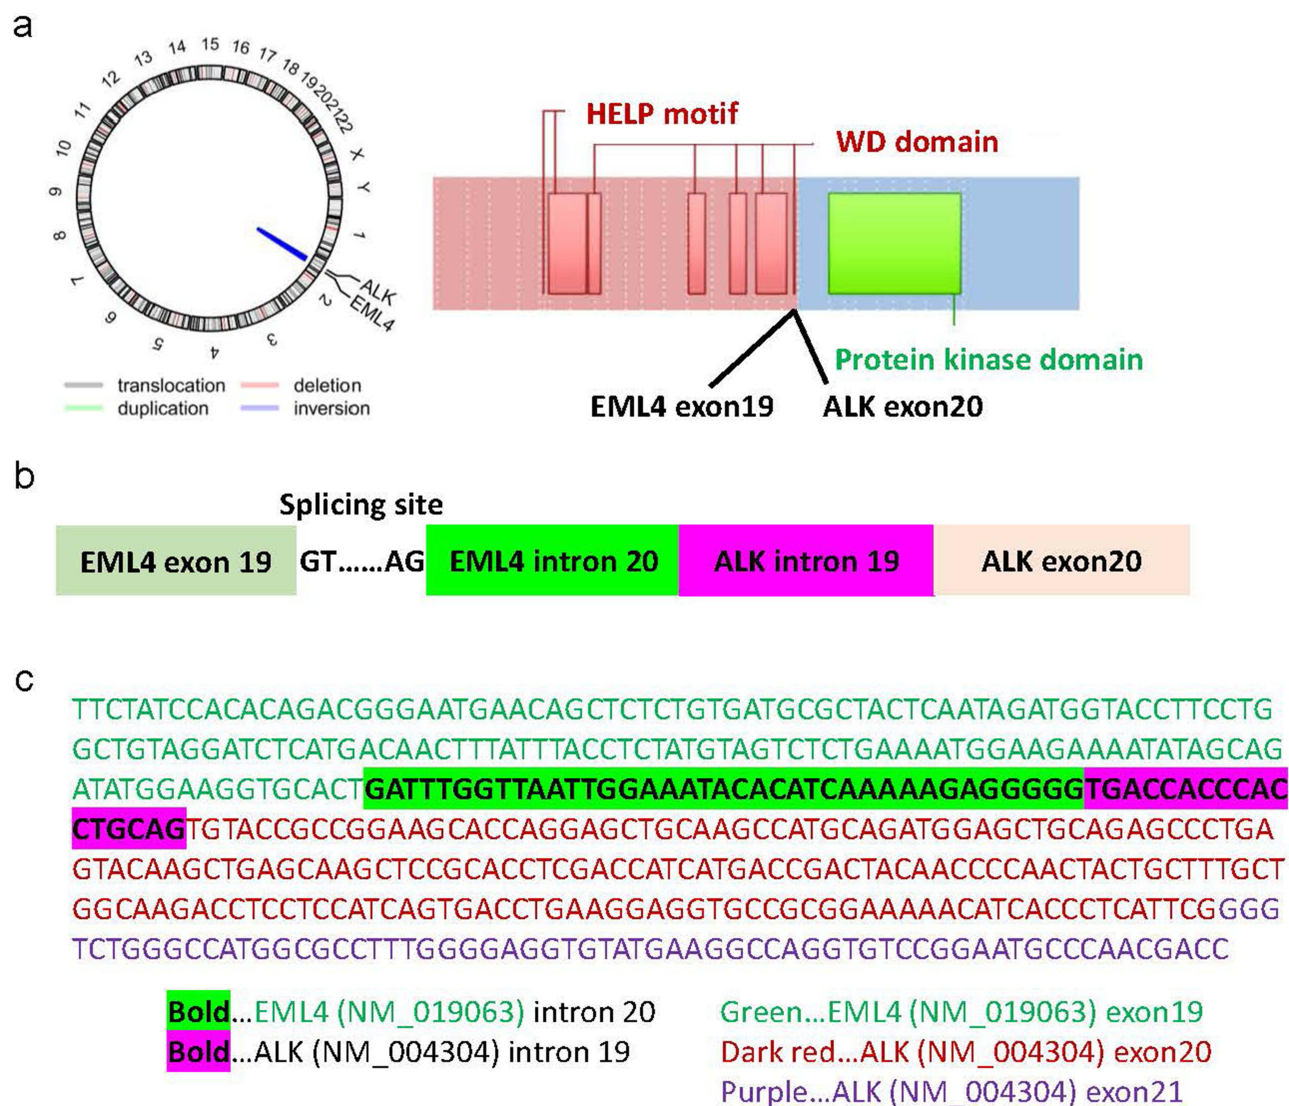 a
15
14
16
13
17
12
18
11
19
20
21
22
10
X
9
Y
8
1
7
ALK
EML4
2
6
3
5
4
translocation
deletion
duplication
inversion
HELP motif
WD domain
Protein kinase domain
EML4 exon19
ALK exon20
b
Splicing site
EML4 exon 19
GT……AG
EML4 intron 20
ALK intron 19
ALK exon20
c
TTCTATCCACACAGACGGGAATGAACAGCTCTCTGTGATGCGCTACTCAATAGATGGTACCTTCCTG
GCTGTAGGATCTCATGACAACTTTATTTACCTCTATGTAGTCTCTGAAAATGGAAGAAAATATAGCAG
ATATGGAAGGTGCACTGATTTGGTTAATTGGAAATACACATCAAAAAGAGGGGGTGACCACCCAC
CTGCAGTGTACCGCCGGAAGCACCAGGAGCTGCAAGCCATGCAGATGGAGCTGCAGAGCCCTGA
GTACAAGCTGAGCAAGCTCCGCACCTCGACCATCATGACCGACTACAACCCCAACTACTGCTTTGCT
GGCAAGACCTCCTCCATCAGTGACCTGAAGGAGGTGCCGCGGAAAAACATCACCCTCATTCGGGG
TCTGGGCCATGGCGCCTTTGGGGAGGTGTATGAAGGCCAGGTGTCCGGAATGCCCAACGACC
Bold…EML4 (NM_019063) intron 20
Green…EML4 (NM_019063) exon19
Bold…ALK (NM_004304) intron 19
Dark red…ALK (NM_004304) exon20
Purple…ALK (NM_004304) exon21